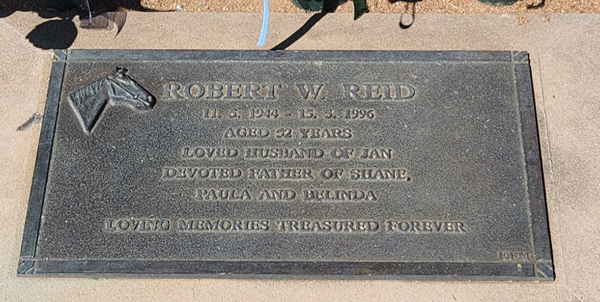 ROBERT W. REID
11. 5. 1944 - 15. 5. 1996
AGED 52 YEARS
LOVED HUSBAND OF JAN
DEVOTED FATHER OF SHANE,
PAULA AND BELINDA
LOVING MEMORIES TREASURED FOREVER